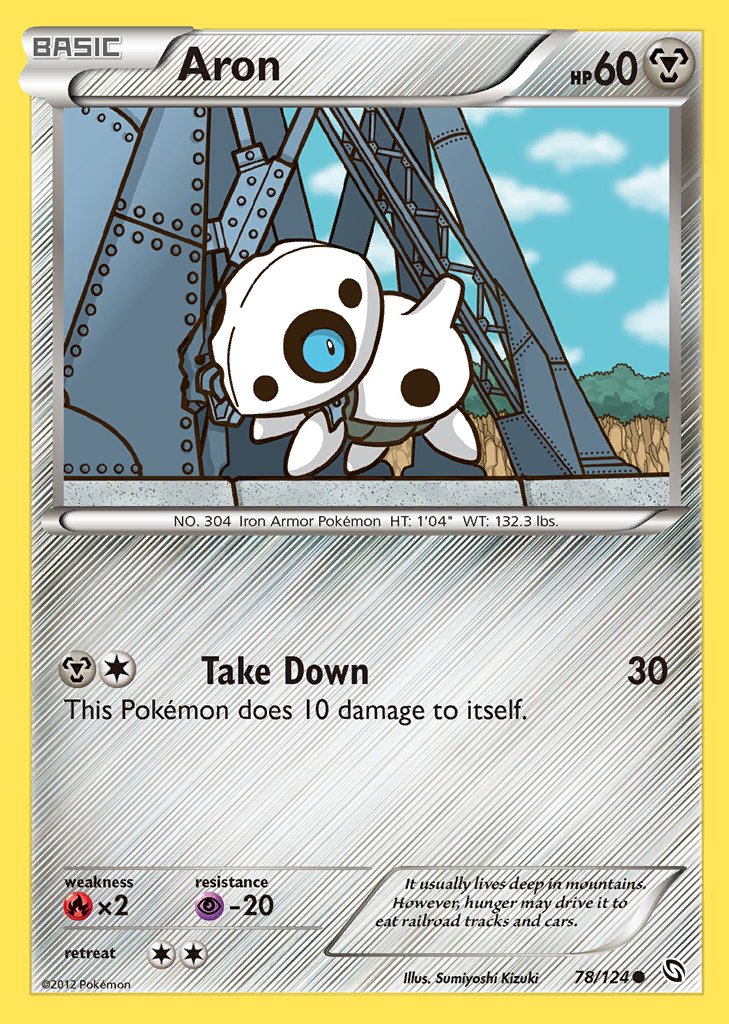 BASIC
Aron
HP 60
NO. 304 Iron Armor Pokémon HT: 1'04" WT: 132.3 lbs.
Take Down 30
This Pokémon does 10 damage to itself.
weakness resistance
×2 -20
It usually lives deep in mountains.
However, hunger may drive it to
eat railroad tracks and cars.
retreat
©2012 Pokémon
Illus. Sumiyoshi Kizuki
78/124